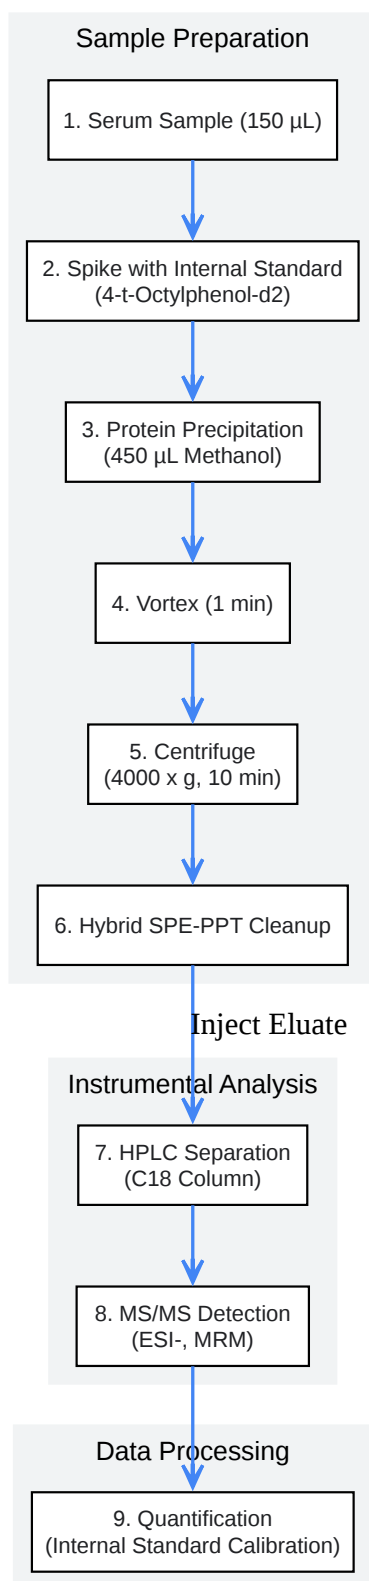 Sample Preparation
1. Serum Sample (150 µL)
2. Spike with Internal Standard
(4-t-Octylphenol-d2)
3. Protein Precipitation
(450 µL Methanol)
4. Vortex (1 min)
5. Centrifuge
(4000 x g, 10 min)
6. Hybrid SPE-PPT Cleanup
Inject Eluate
Instrumental Analysis
7. HPLC Separation
(C18 Column)
8. MS/MS Detection
(ESI-, MRM)
Data Processing
9. Quantification
(Internal Standard Calibration)